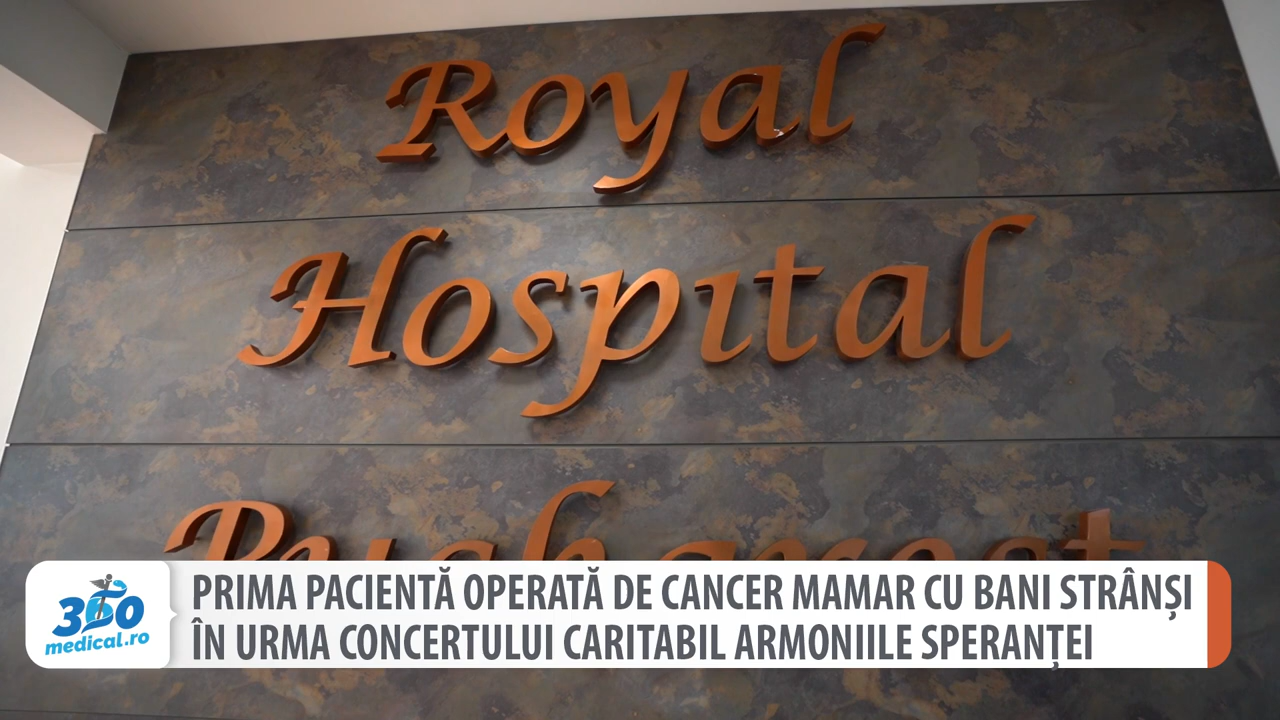 Royal
Hospital
360
medical.ro
PRIMA PACIENTĂ OPERATĂ DE CANCER MAMAR CU BANI STRÂNȘI
ÎN URMA CONCERTULUI CARITABIL ARMONIILE SPERANȚEI